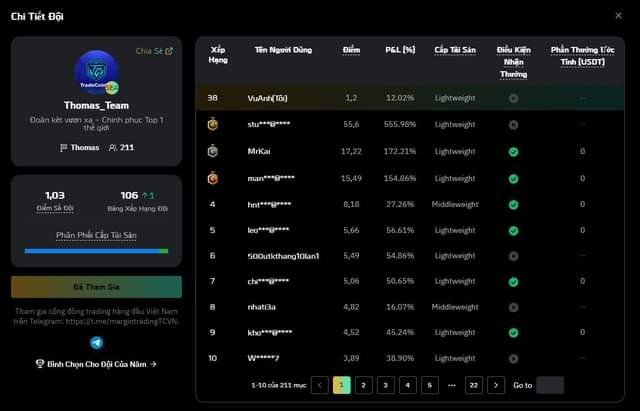 Chi Tiết Đội
Chia Sẻ
TradeCoin
Thomas_Team
Đoàn kết vươn xa – Chinh phục Top 1
thế giới
Thomas 211
1,03 106 ↑1
Điểm Số Đội Bảng Xếp Hạng Đội
Phân Phối Cấp Tài Sản
Đã Tham Gia
Tham gia cộng đồng trading hàng đầu Việt Nam
trên Telegram: https://t.me/margintradingTCVN.
Bình Chọn Cho Đội Của Năm →
Xếp Hạng Tên Người Dùng Điểm P&L (%) Cấp Tài Sản Điều Kiện Nhận Thưởng Phần Thưởng Ước Tính (USDT)
38 VuAnh(Tôi) 1,2 12.02% Lightweight --
stu***@**** 55,6 555.98% Lightweight --
MrKai 17,22 172.21% Lightweight 0
man***@**** 15,49 154.86% Lightweight 0
4 hnt***@**** 8,18 27.26% Middleweight 0
5 leo***@**** 5,66 56.61% Lightweight 0
6 500utkthang10lan1 5,49 54.86% Lightweight --
7 chi***@**** 5,06 50.65% Lightweight 0
8 nhati3a 4,82 16.07% Middleweight --
9 kho***@**** 4,52 45.24% Lightweight 0
10 W*****7 3,89 38.90% Lightweight --
1-10 của 211 mục < 1 2 3 4 5 ••• 22 > Go to